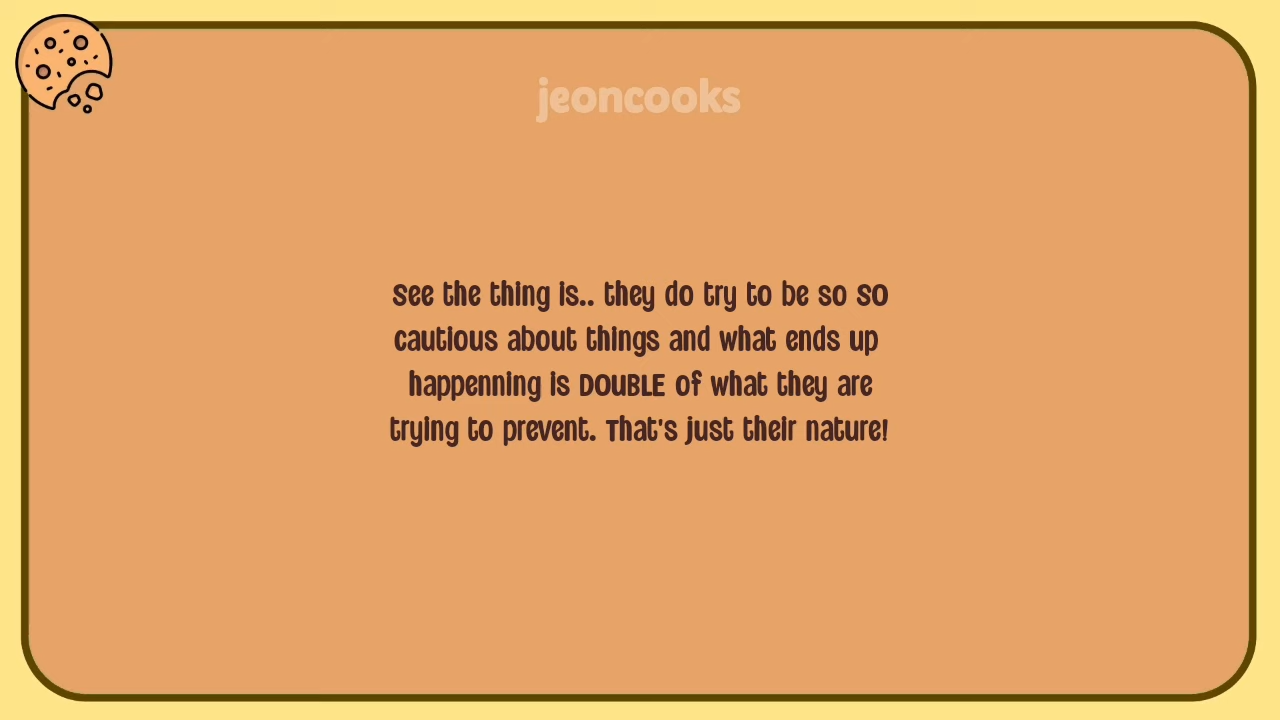 jeoncooks
see the thing is.. they do try to be so SO
cautious about things and what ends up
happenning is DOUBLE of what they are
trying to prevent. That's just their nature!